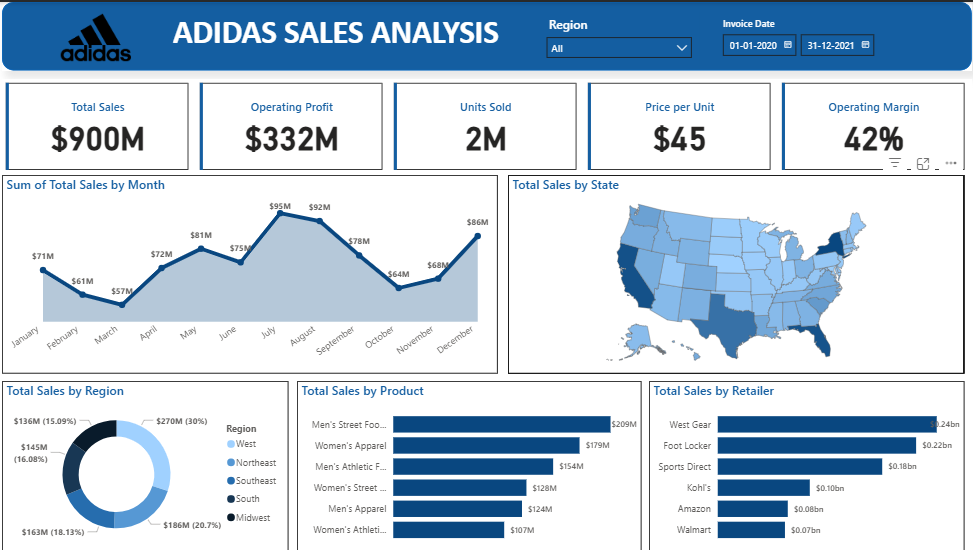 adidas
ADIDAS SALES ANALYSIS
Region
All
Invoice Date
01-01-2020
31-12-2021
Total Sales
$900M
Operating Profit
$332M
Units Sold
2M
Price per Unit
$45
Operating Margin
42%
Sum of Total Sales by Month
$71M
$61M
$57M
$72M
$81M
$75M
$95M
$92M
$78M
$64M
$68M
$86M
January
February
March
April
May
June
July
August
September
October
November
December
Total Sales by State
Total Sales by Region
$136M (15.09%)
$270M (30%)
$145M
(16.08%)
$163M (18.13%)
$186M (20.7%)
Region
West
Northeast
Southeast
South
Midwest
Total Sales by Product
Men's Street Foo... $209M
Women's Apparel $179M
Men's Athletic F... $154M
Women's Street ... $128M
Men's Apparel $124M
Women's Athleti... $107M
Total Sales by Retailer
West Gear $0.24bn
Foot Locker $0.22bn
Sports Direct $0.18bn
Kohl's $0.10bn
Amazon $0.08bn
Walmart $0.07bn